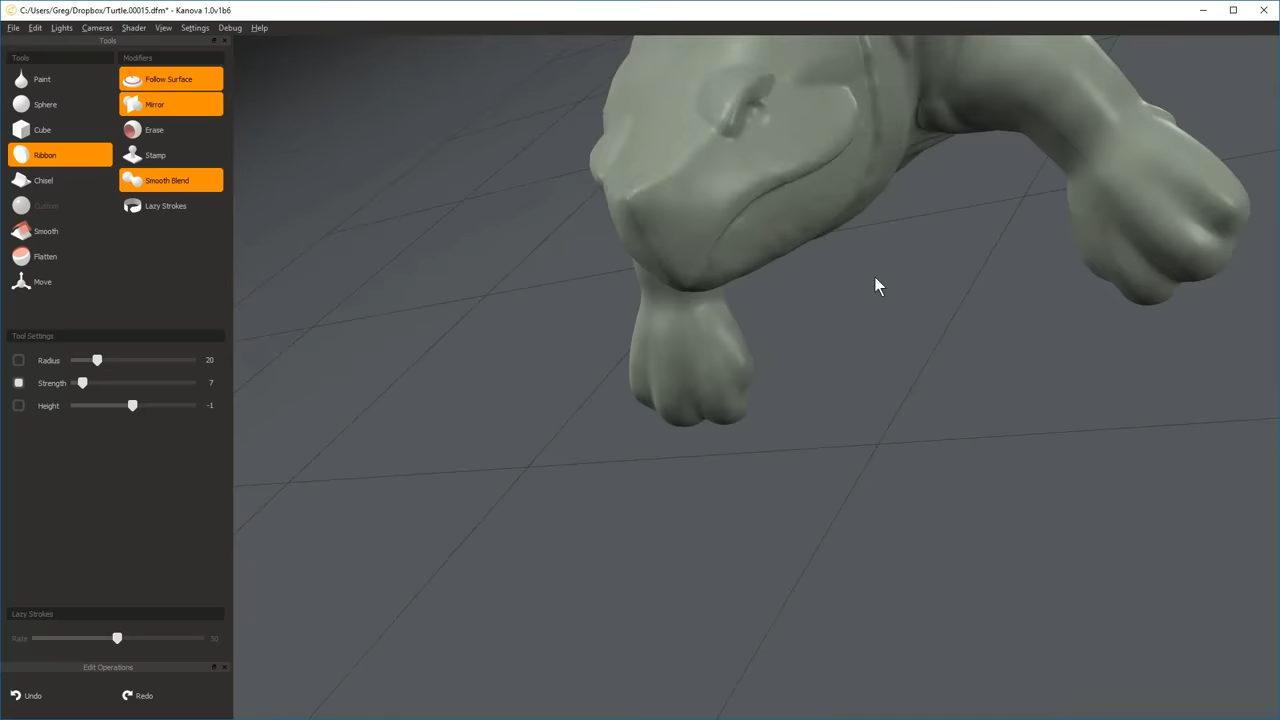 C:/Users/Greg/Dropbox/Turtle.00015.dfm* - Kanova 1.0v1b6
File Edit Lights Cameras Shader View Settings Debug Help
Tools
Tools Modifiers
Paint Follow Surface
Sphere Mirror
Cube Erase
Ribbon Stamp
Chisel Smooth Blend
Custom Lazy Strokes
Smooth
Flatten
Move
Tool Settings
Radius 20
Strength 7
Height -1
Lazy Strokes
Rate 50
Edit Operations
Undo Redo